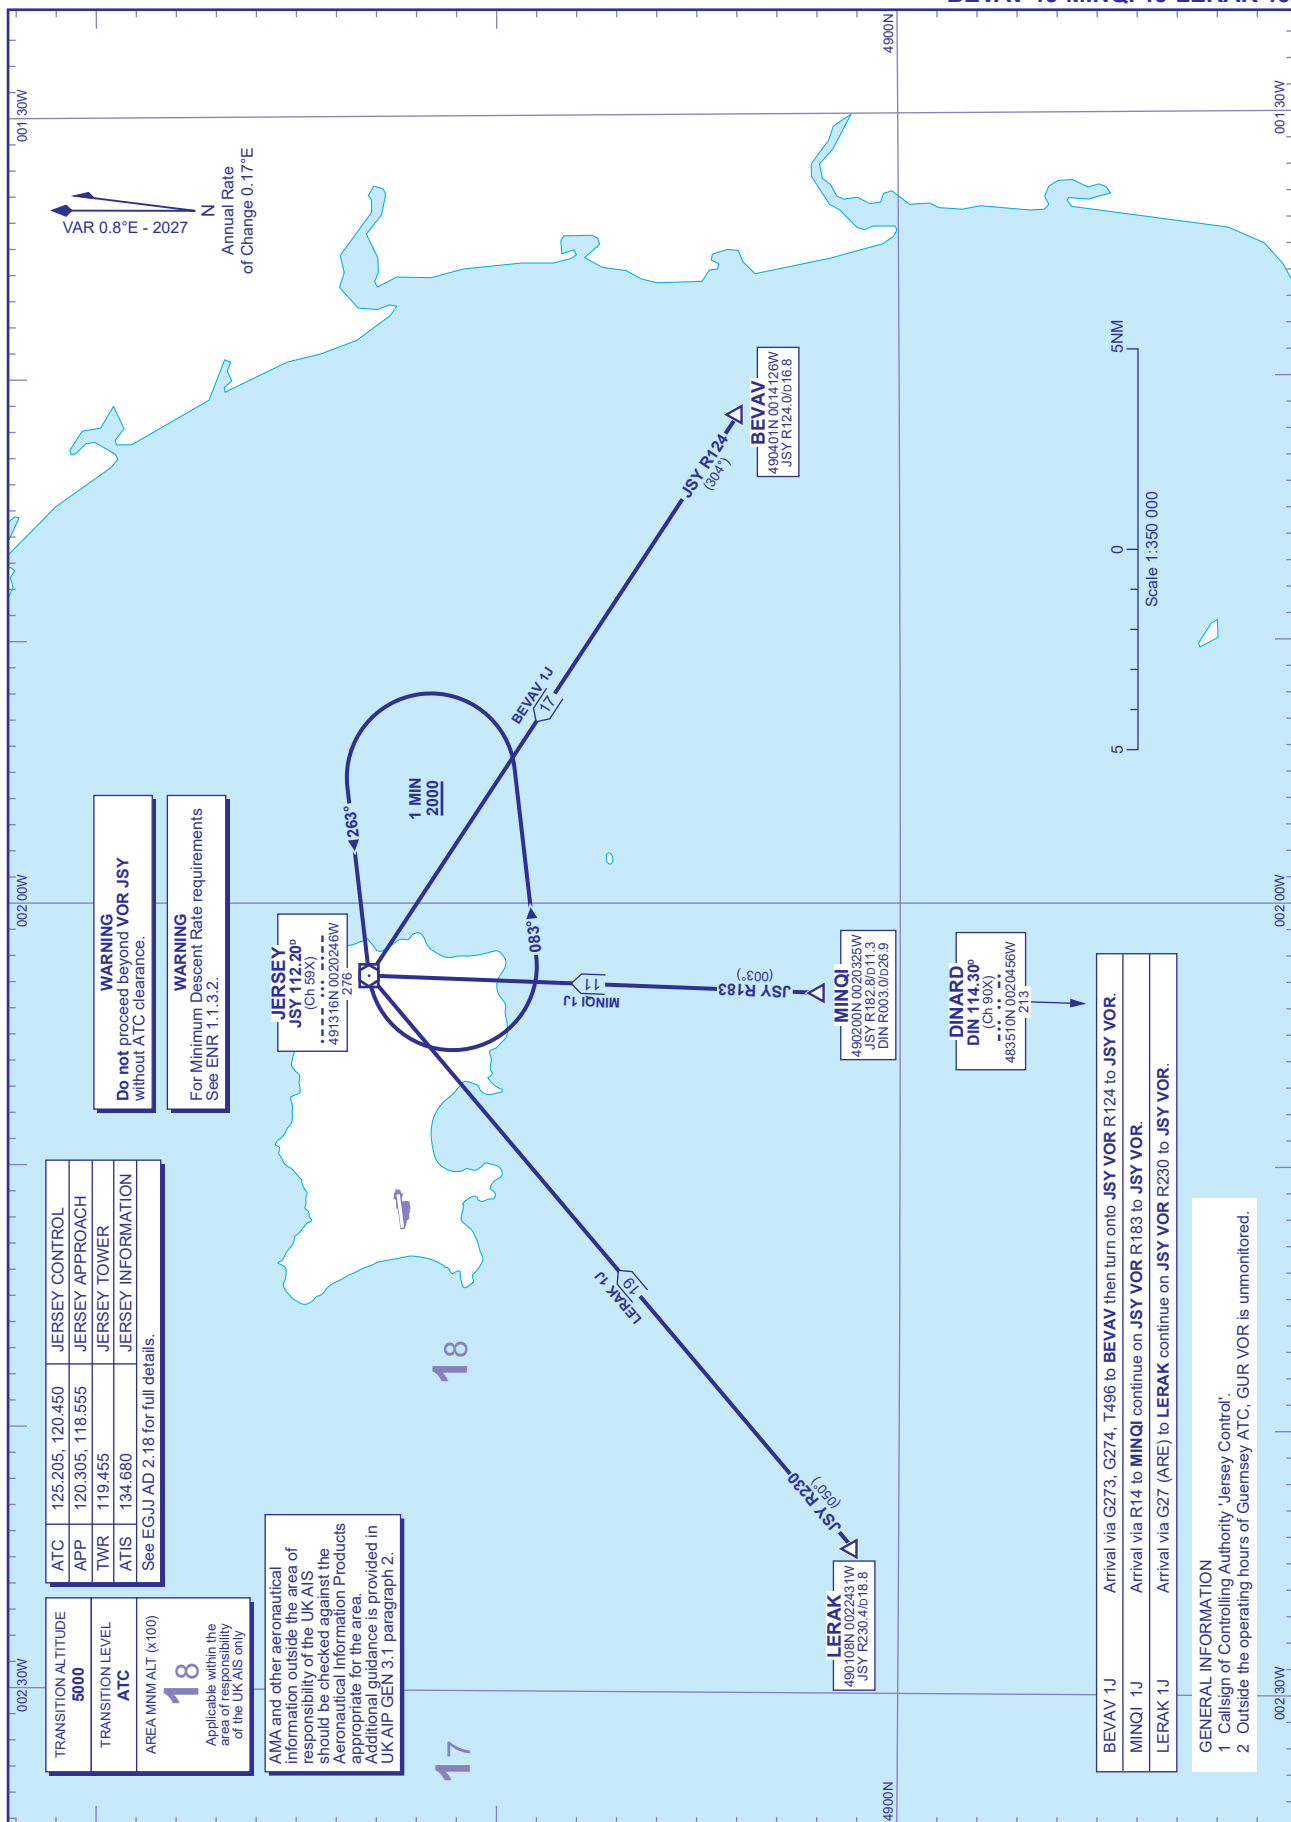 TRANSITION ALTITUDE
5000
TRANSITION LEVEL
ATC
AREA MNM ALT (x100)
18
Applicable within the
area of responsibility
of the UK AIS only
ATC 125.205, 120.450 JERSEY CONTROL
APP 120.305, 118.555 JERSEY APPROACH
TWR 119.455 JERSEY TOWER
ATIS 134.680 JERSEY INFORMATION
See EGJJ AD 2.18 for full details.
WARNING
Do not proceed beyond VOR JSY
without ATC clearance.
WARNING
For Minimum Descent Rate requirements
See ENR 1.1.3.2.
VAR 0.8°E - 2027
N
Annual Rate
of Change 0.17°E
AMA and other aeronautical
information outside the area of
responsibility of the UK AIS
should be checked against the
Aeronautical Information Products
appropriate for the area.
Additional guidance is provided in
UK AIP GEN 3.1 paragraph 2.
002 30W
002 00W
001 30W
4900N
4900N
17
18
JERSEY
JSY 112.20D
(Ch 59X)
491316N 0020246W
276
263°
1 MIN
2000
083°
BEVAV 1J
17
JSY R124
(304°)
BEVAV
490401N 0014126W
JSY R124.0/D16.8
MINQI 1J
11
JSY R183
(003°)
MINQI
490200N 0020325W
JSY R182.8/D11.3
DIN R003.0/D26.9
LERAK 1J
19
JSY R230
(050°)
LERAK
490108N 0022431W
JSY R230.4/D18.8
DINARD
DIN 114.30D
(Ch 90X)
483510N 0020456W
213
5 0 5NM
Scale 1:350 000
BEVAV 1J Arrival via G273, G274, T496 to BEVAV then turn onto JSY VOR R124 to JSY VOR.
MINQI 1J Arrival via R14 to MINQI continue on JSY VOR R183 to JSY VOR.
LERAK 1J Arrival via G27 (ARE) to LERAK continue on JSY VOR R230 to JSY VOR.
GENERAL INFORMATION
1 Callsign of Controlling Authority 'Jersey Control'.
2 Outside the operating hours of Guernsey ATC, GUR VOR is unmonitored.
002 30W
002 00W
001 30W